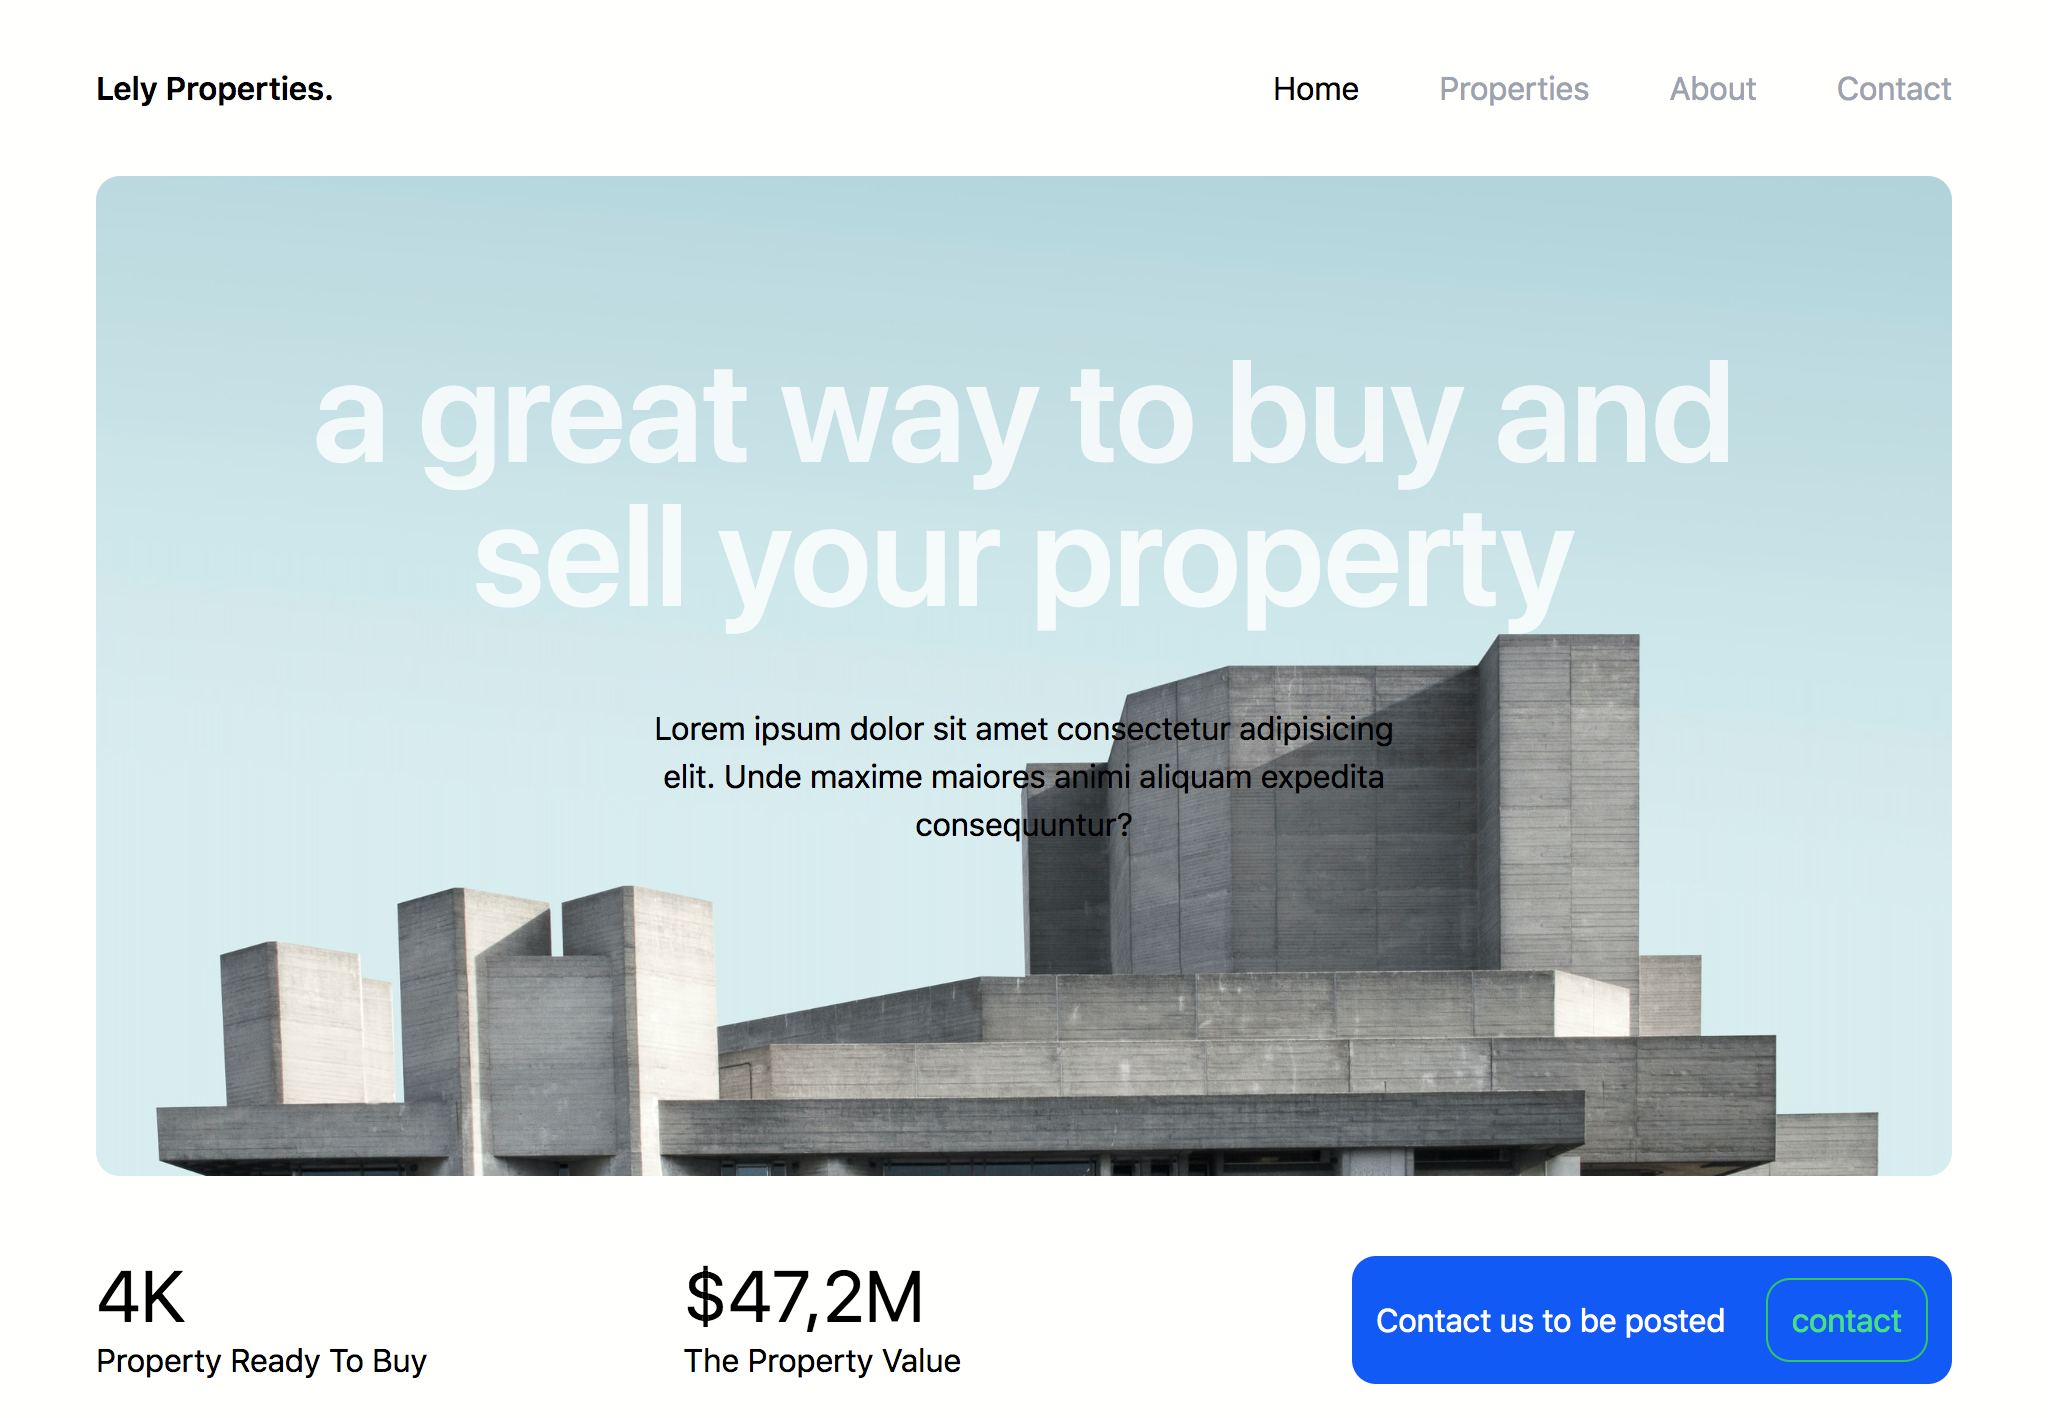 Lely Properties.
Home Properties About Contact
a great way to buy and
sell your property
Lorem ipsum dolor sit amet consectetur adipisicing
elit. Unde maxime maiores animi aliquam expedita
consequuntur?
4K
Property Ready To Buy
$47,2M
The Property Value
Contact us to be posted
contact